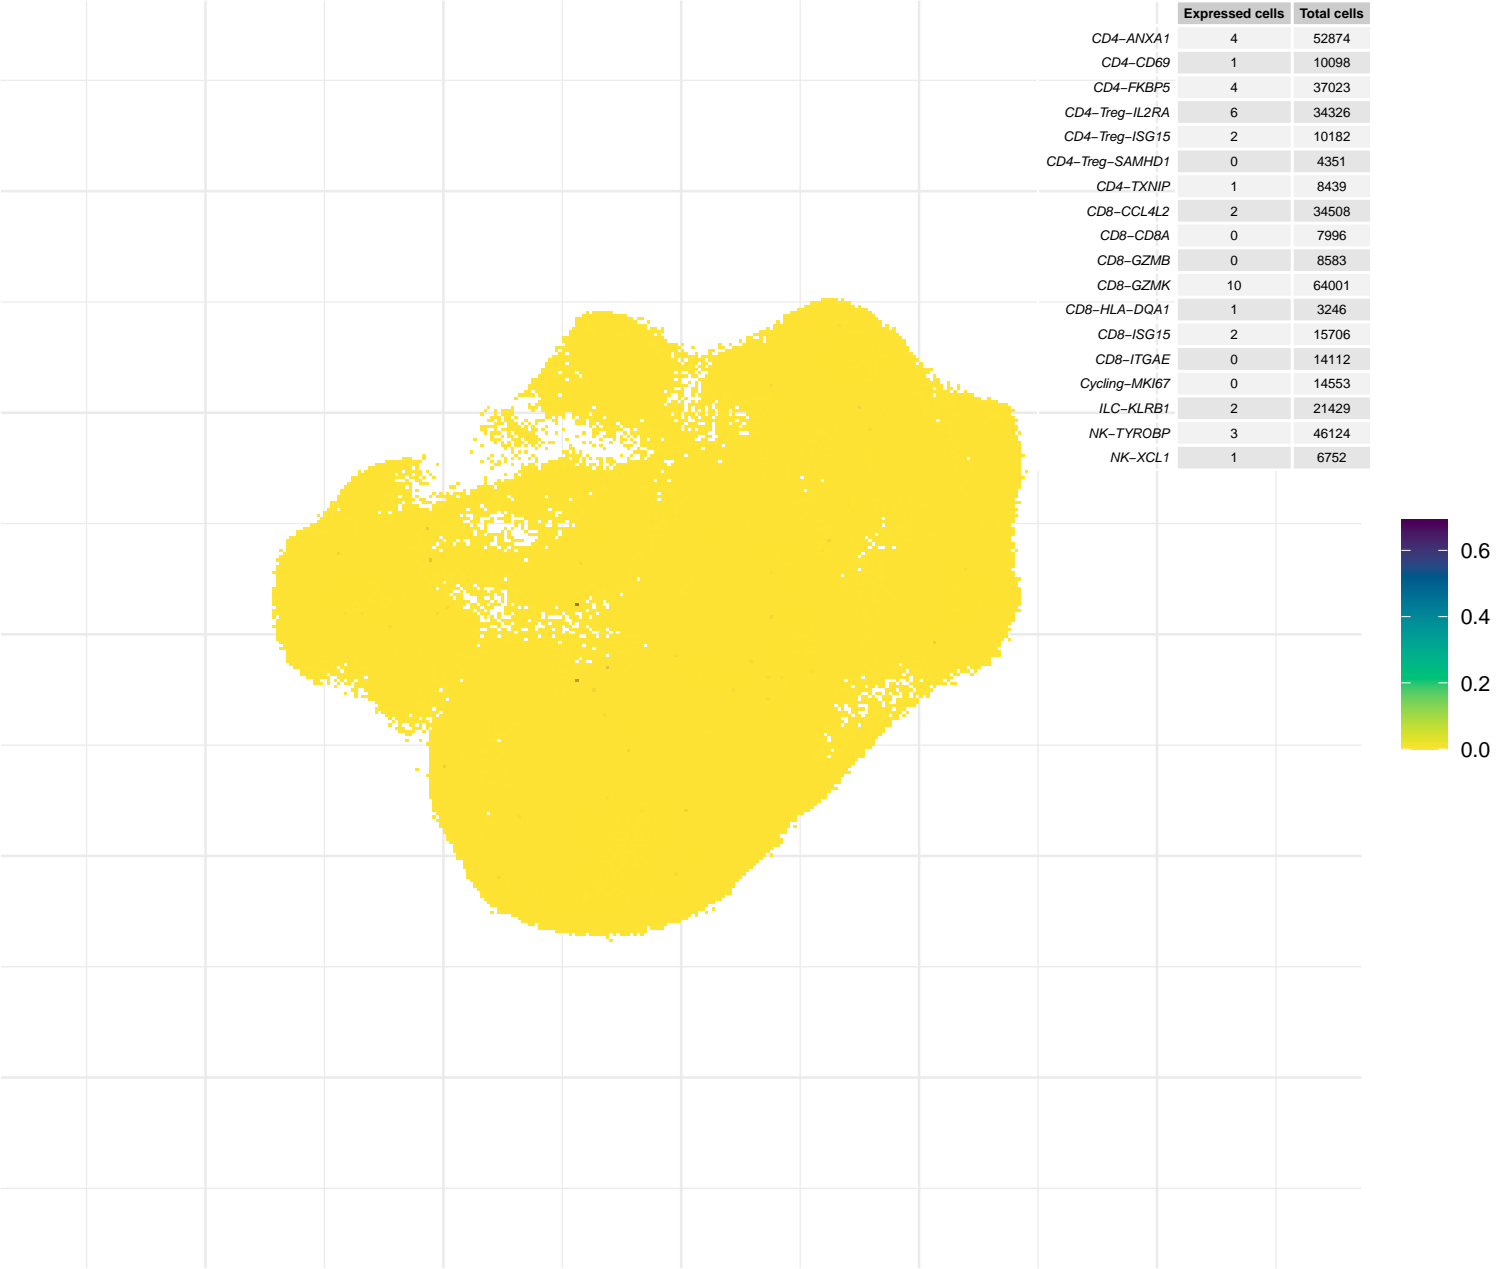 Expressed cells Total cells
CD4−ANXA1 4 52874
CD4−CD69 1 10098
CD4−FKBP5 4 37023
CD4−Treg−IL2RA 6 34326
CD4−Treg−ISG15 2 10182
CD4−Treg−SAMHD1 0 4351
CD4−TXNIP 1 8439
CD8−CCL4L2 2 34508
CD8−CD8A 0 7996
CD8−GZMB 0 8583
CD8−GZMK 10 64001
CD8−HLA−DQA1 1 3246
CD8−ISG15 2 15706
CD8−ITGAE 0 14112
Cycling−MKI67 0 14553
ILC−KLRB1 2 21429
NK−TYROBP 3 46124
NK−XCL1 1 6752
0.6
0.4
0.2
0.0